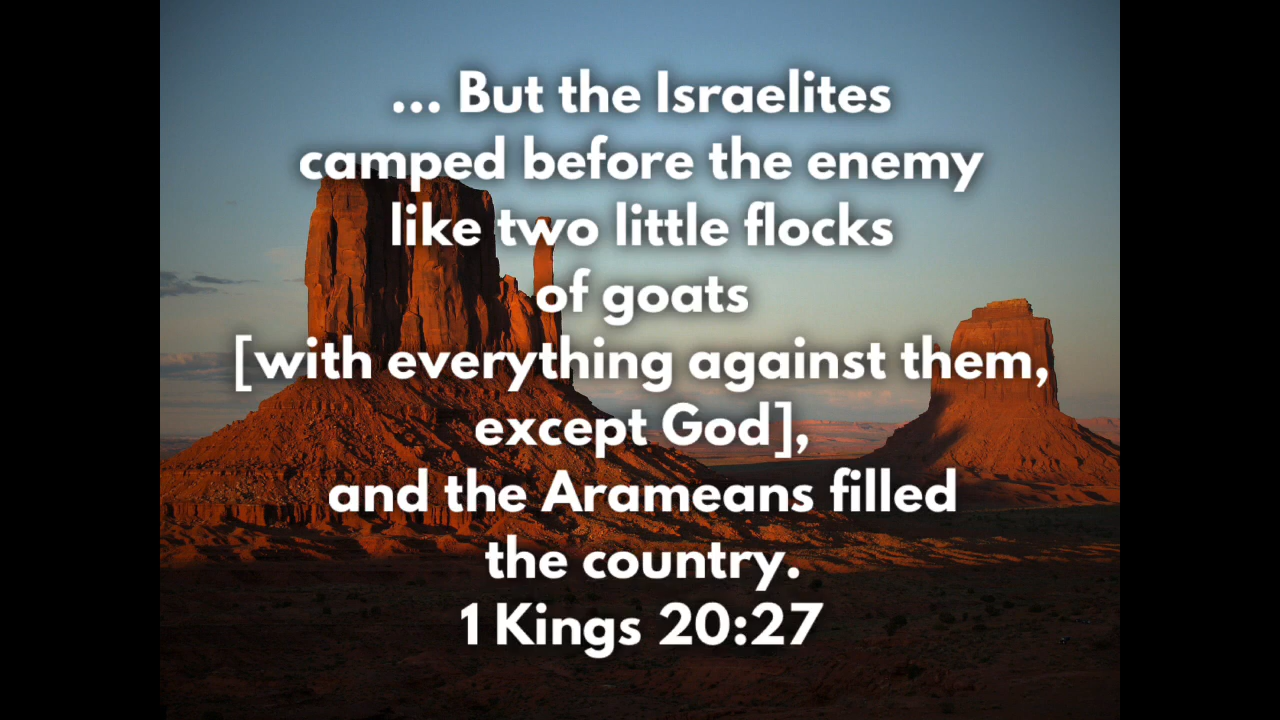 ... But the Israelites
camped before the enemy
like two little flocks
of goats
[with everything against them,
except God],
and the Arameans filled
the country.
1 Kings 20:27